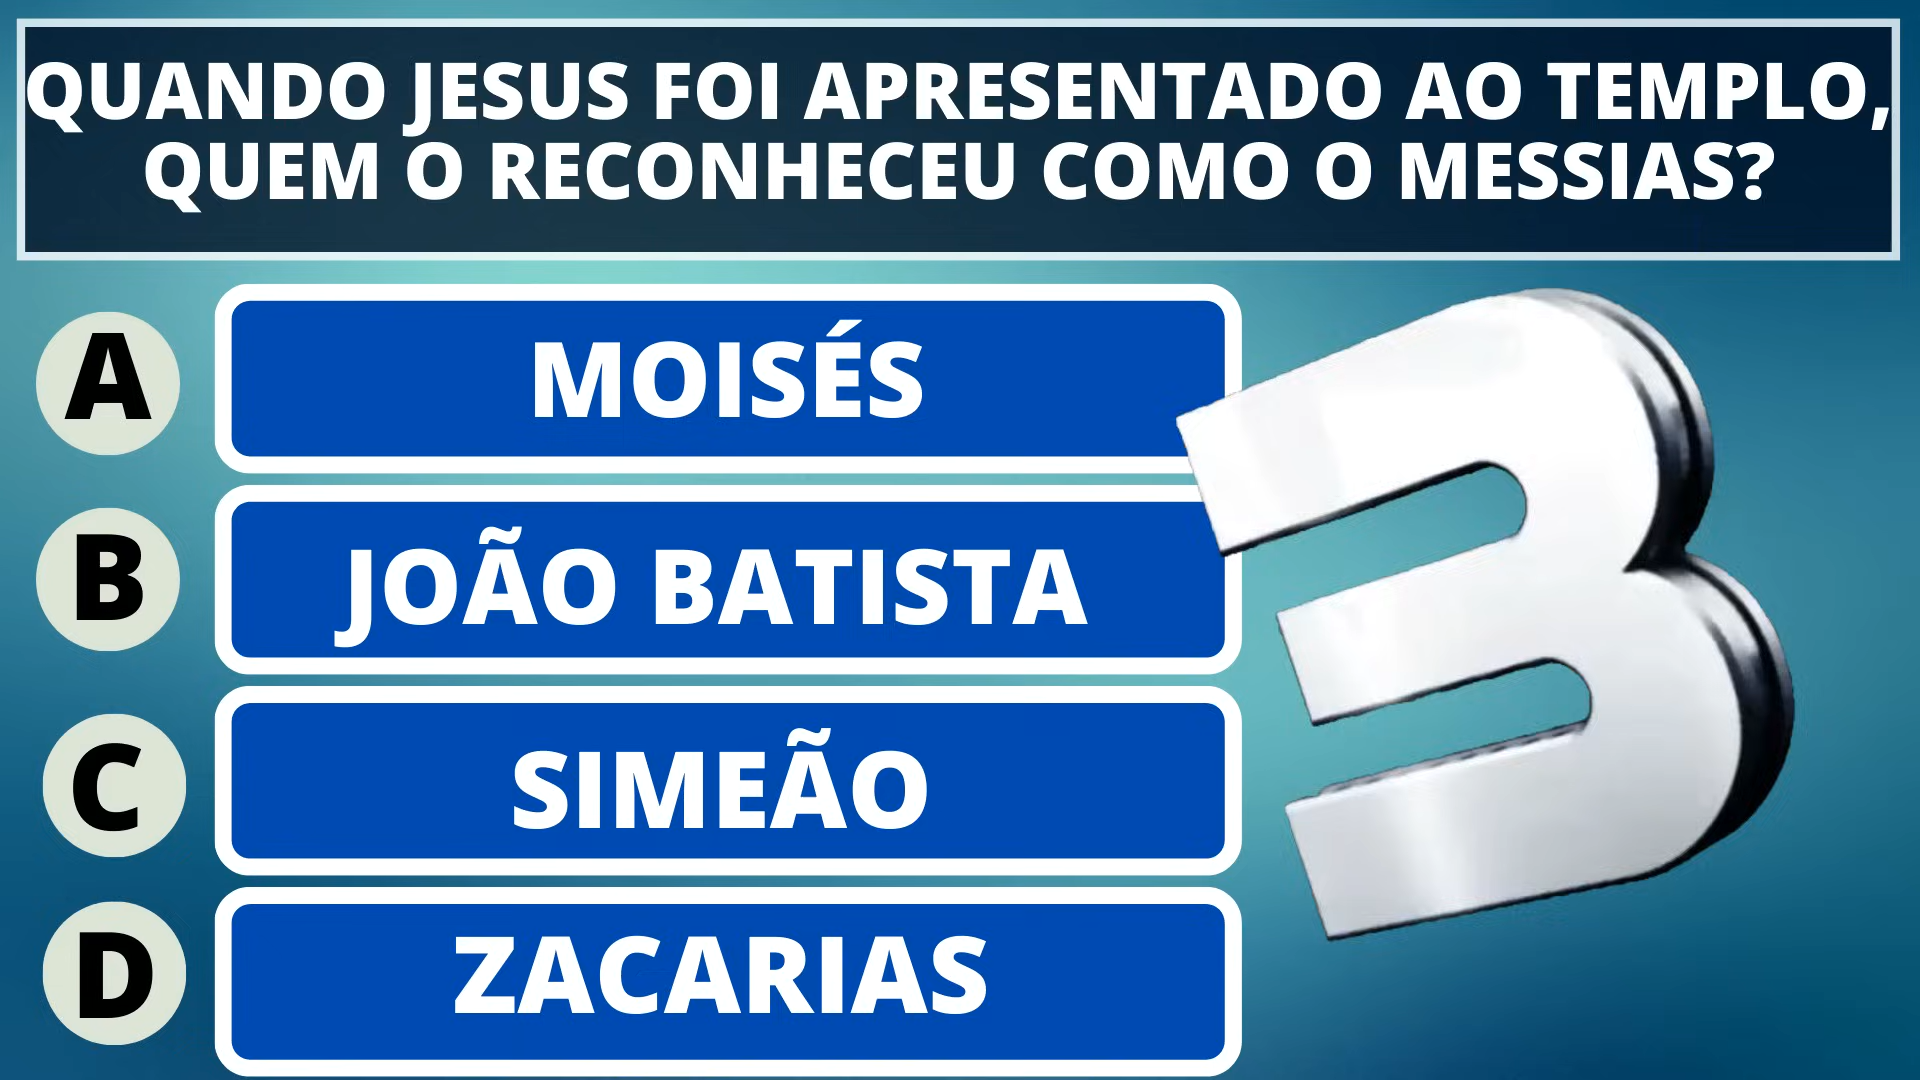 QUANDO JESUS FOI APRESENTADO AO TEMPLO,
QUEM O RECONHECEU COMO O MESSIAS?
A MOISÉS
B JOÃO BATISTA
C SIMEÃO
D ZACARIAS
3